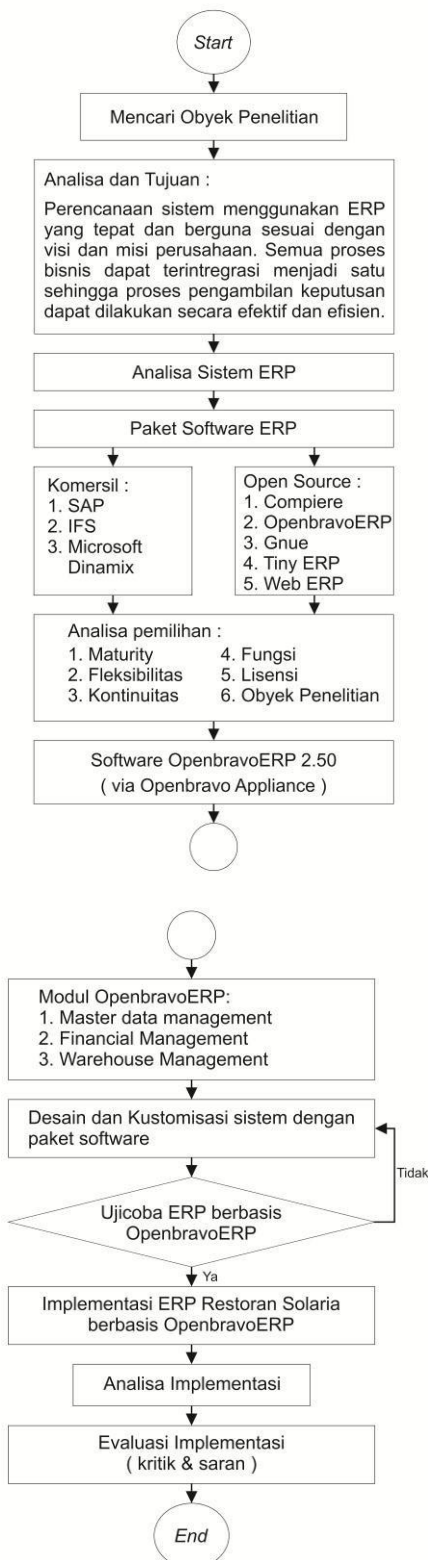 Start
Mencari Obyek Penelitian
Analisa dan Tujuan :
Perencanaan sistem menggunakan ERP
yang tepat dan berguna sesuai dengan
visi dan misi perusahaan. Semua proses
bisnis dapat terintregrasi menjadi satu
sehingga proses pengambilan keputusan
dapat dilakukan secara efektif dan efisien.
Analisa Sistem ERP
Paket Software ERP
Komersil :
1. SAP
2. IFS
3. Microsoft
Dinamix
Open Source :
1. Compiere
2. OpenbravoERP
3. Gnue
4. Tiny ERP
5. Web ERP
Analisa pemilihan :
1. Maturity
2. Fleksibilitas
3. Kontinuitas
4. Fungsi
5. Lisensi
6. Obyek Penelitian
Software OpenbravoERP 2.50
( via Openbravo Appliance )
Modul OpenbravoERP:
1. Master data management
2. Financial Management
3. Warehouse Management
Desain dan Kustomisasi sistem dengan
paket software
Tidak
Ujicoba ERP berbasis
OpenbravoERP
Ya
Implementasi ERP Restoran Solaria
berbasis OpenbravoERP
Analisa Implementasi
Evaluasi Implementasi
( kritik & saran )
End